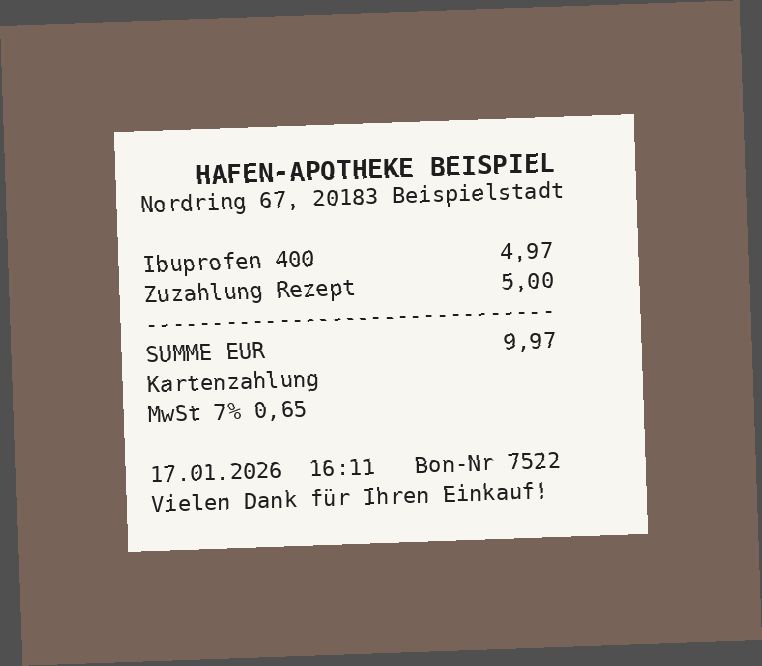 HAFEN-APOTHEKE BEISPIEL
Nordring 67, 20183 Beispielstadt
Ibuprofen 400 4,97
Zuzahlung Rezept 5,00
-------------------------------
SUMME EUR 9,97
Kartenzahlung
MwSt 7% 0,65
17.01.2026 16:11 Bon-Nr 7522
Vielen Dank für Ihren Einkauf!